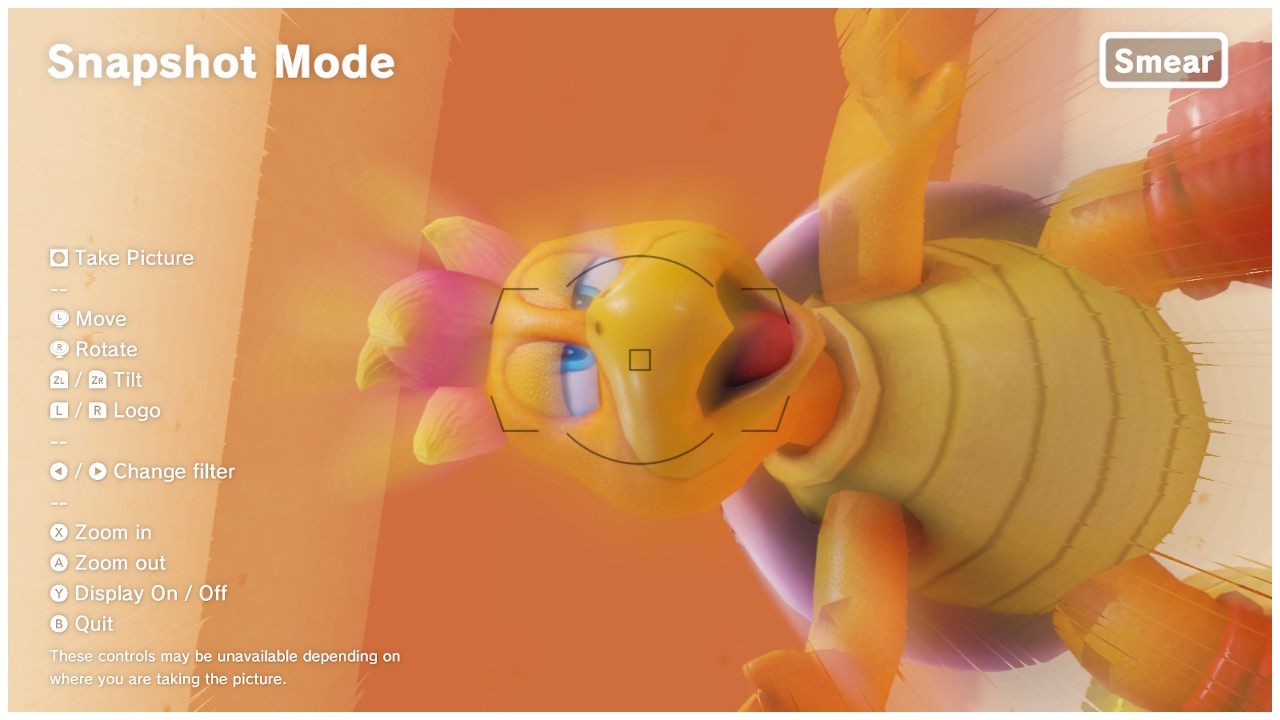 Snapshot Mode
Smear
Take Picture
--
L Move
R Rotate
ZL / ZR Tilt
L / R Logo
--
◀ / ▶ Change filter
--
X Zoom in
A Zoom out
Y Display On / Off
B Quit
These controls may be unavailable depending on
where you are taking the picture.